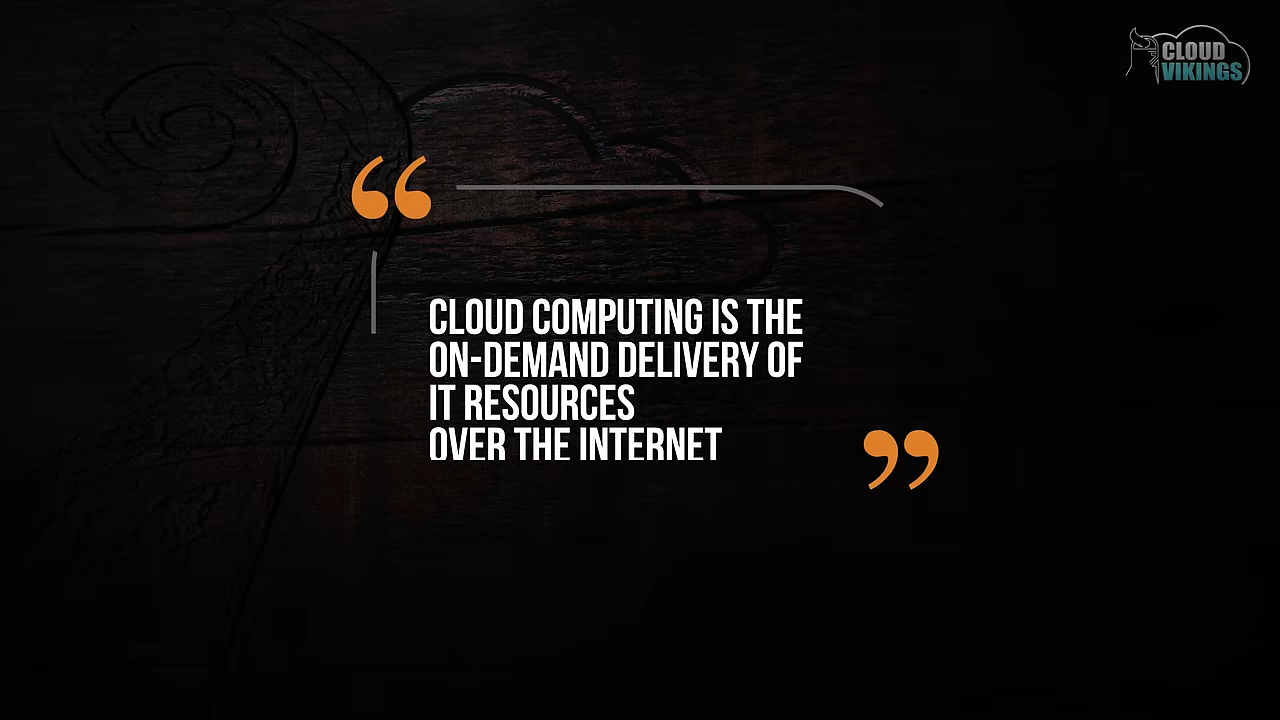 CLOUD
VIKINGS
“
CLOUD COMPUTING IS THE
ON-DEMAND DELIVERY OF
IT RESOURCES
OVER THE INTERNET
”